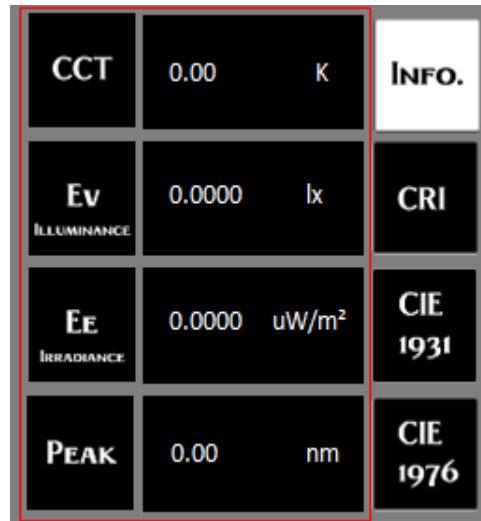 CCT 0.00 K INFO.
Ev 0.0000 lx CRI
ILLUMINANCE
EE 0.0000 uW/m² CIE
IRRADIANCE 1931
PEAK 0.00 nm CIE
1976